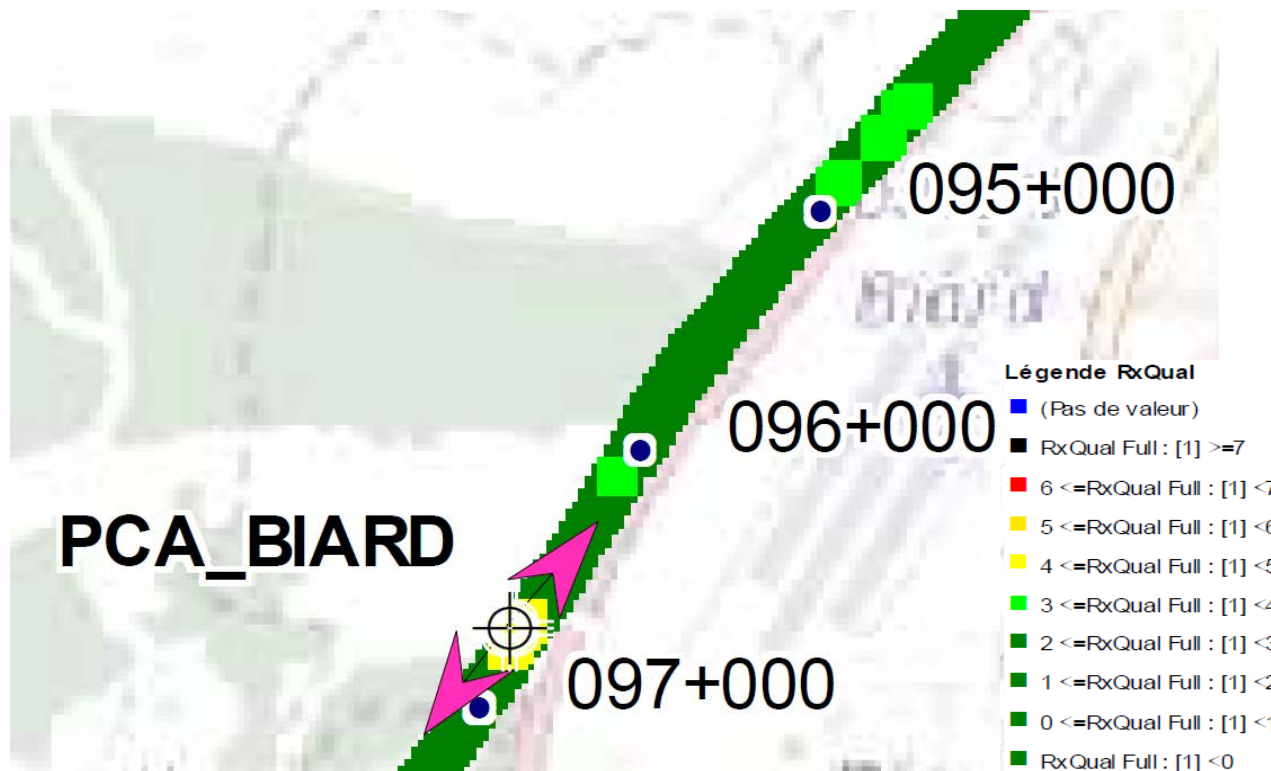 095+000
096+000
PCA_BIARD
097+000
Légende RxQual
(Pas de valeur)
RxQual Full : [1] >=7
6 <=RxQual Full : [1] <7
5 <=RxQual Full : [1] <6
4 <=RxQual Full : [1] <5
3 <=RxQual Full : [1] <4
2 <=RxQual Full : [1] <3
1 <=RxQual Full : [1] <2
0 <=RxQual Full : [1] <1
RxQual Full : [1] <0